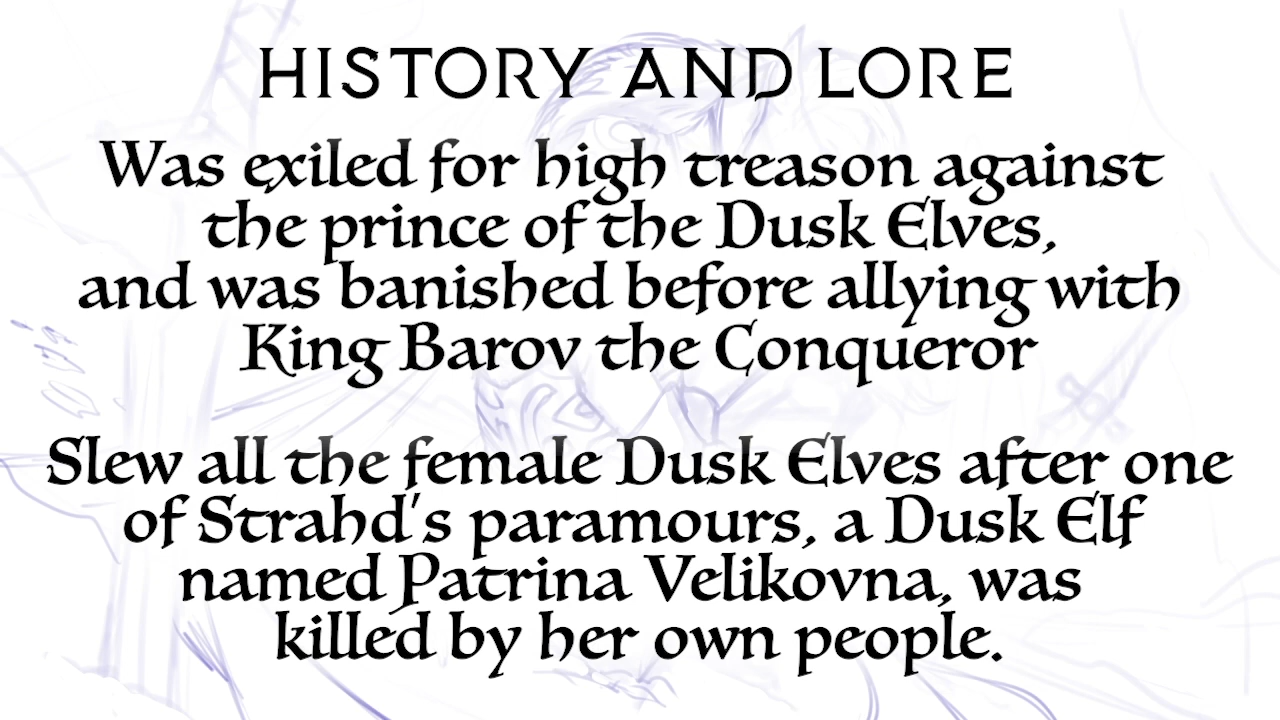 HISTORY AND LORE
Was exiled for high treason against
the prince of the Dusk Elves,
and was banished before allying with
King Barov the Conqueror
Slew all the female Dusk Elves after one
of Strahd's paramours, a Dusk Elf
named Patrina Velikovna, was
killed by her own people.